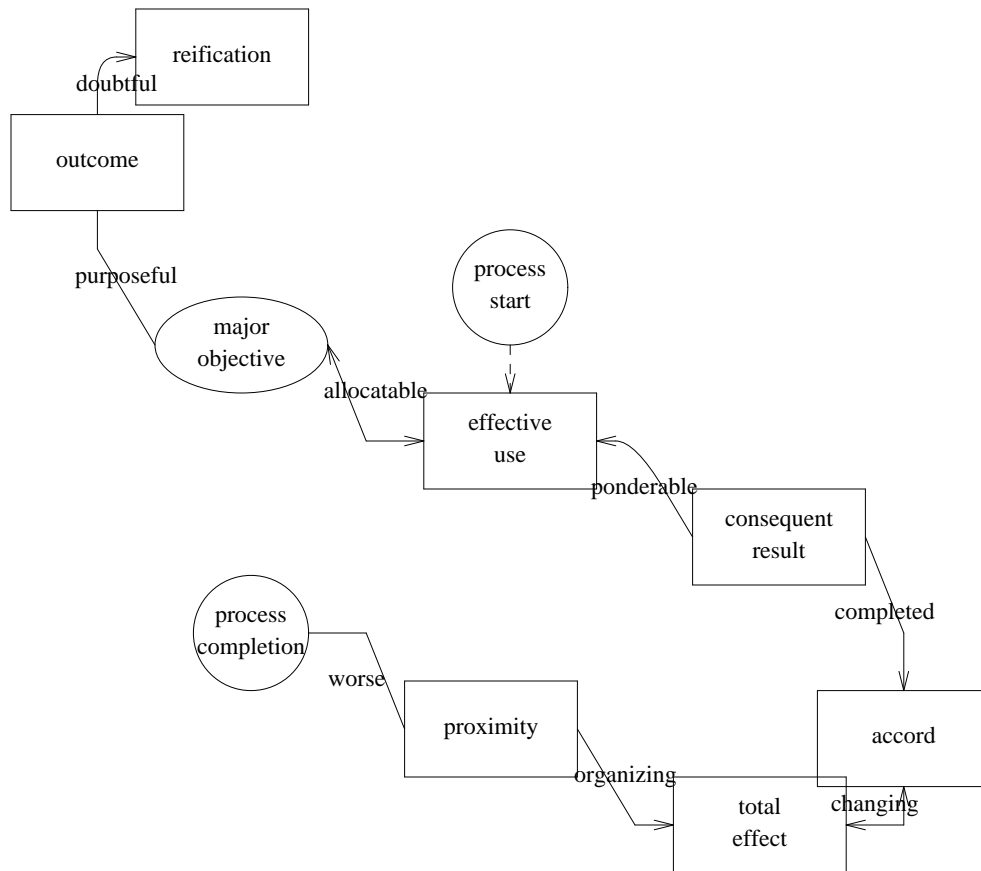 reification
doubtful
outcome
purposeful
process
start
major
objective
allocatable
effective
use
ponderable
consequent
result
process
completion
completed
worse
proximity
accord
organizing
changing
total
effect